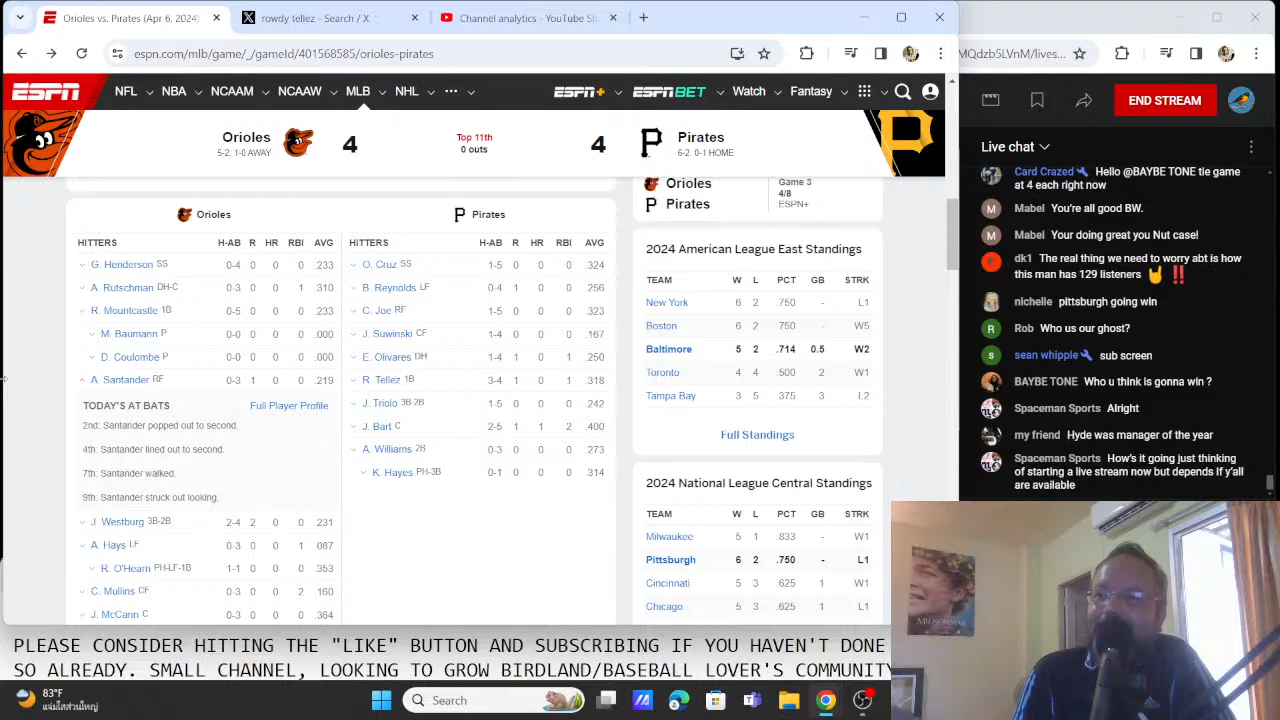 Orioles vs. Pirates (Apr 6, 2024)
rowdy tellez - Search / X
Channel analytics - YouTube Stu
espn.com/mlb/game/_/gameId/401568585/orioles-pirates
MQdzb5LVnM/lives...
ESPN
NFL
NBA
NCAAM
NCAAW
MLB
NHL
ESPN+
ESPN BET
Watch
Fantasy
END STREAM
Orioles
5-2, 1-0 AWAY
4
Top 11th
0 outs
4
Pirates
6-2, 0-1 HOME
Live chat
Orioles
Pirates
Game 3
4/8
ESPN+
Orioles
HITTERS H-AB R HR RBI AVG
G. Henderson SS 0-4 0 0 0 .233
A. Rutschman DH-C 0-3 0 0 1 .310
R. Mountcastle 1B 0-5 0 0 0 .233
M. Baumann P 0-0 0 0 0 .000
D. Coulombe P 0-0 0 0 0 .000
A. Santander RF 0-3 1 0 0 .219
TODAY'S AT BATS Full Player Profile
2nd: Santander popped out to second.
4th: Santander lined out to second.
7th: Santander walked.
9th: Santander struck out looking.
J. Westburg 3B-2B 2-4 2 0 0 .231
A. Hays LF 0-3 0 0 1 .087
R. O'Hearn PH-LF-1B 1-1 0 0 0 .353
C. Mullins CF 0-3 0 0 2 .160
J. McCann C 0-3 0 0 0 .364
Pirates
HITTERS H-AB R HR RBI AVG
O. Cruz SS 1-5 0 0 0 .324
B. Reynolds LF 0-4 1 0 0 .256
C. Joe RF 1-5 0 0 0 .323
J. Suwinski CF 1-4 0 0 0 .167
E. Olivares DH 1-4 1 0 1 .250
R. Tellez 1B 3-4 1 0 1 .318
J. Triolo 3B-2B 1-5 0 0 0 .242
J. Bart C 2-5 1 1 2 .400
A. Williams 2B 0-3 0 0 0 .273
K. Hayes PH-3B 0-1 0 0 0 .314
2024 American League East Standings
TEAM W L PCT GB STRK
New York 6 2 .750 - L1
Boston 6 2 .750 - W5
Baltimore 5 2 .714 0.5 W2
Toronto 4 4 .500 2 W1
Tampa Bay 3 5 .375 3 L2
Full Standings
2024 National League Central Standings
TEAM W L PCT GB STRK
Milwaukee 5 1 .833 - W1
Pittsburgh 6 2 .750 - L1
Cincinnati 5 3 .625 1 W1
Chicago 5 3 .625 1 L1
Card Crazed Hello @BAYBE TONE tie game
at 4 each right now
M Mabel You're all good BW.
M Mabel Your doing great you Nut case!
dk1 The real thing we need to worry abt is how
this man has 129 listeners 🤘 ‼️
nichelle pittsburgh going win
R Rob Who us our ghost?
s sean whipple sub screen
BAYBE TONE Who u think is gonna win ?
Spaceman Sports Alright
my friend Hyde was manager of the year
Spaceman Sports How's it going just thinking
of starting a live stream now but depends if y'all
are available
MIDSOMMAR
PLEASE CONSIDER HITTING THE "LIKE" BUTTON AND SUBSCRIBING IF YOU HAVEN'T DONE
SO ALREADY. SMALL CHANNEL, LOOKING TO GROW BIRDLAND/BASEBALL LOVER'S COMMUNITY
83°F
แจ่มใสส่วนใหญ่
Search